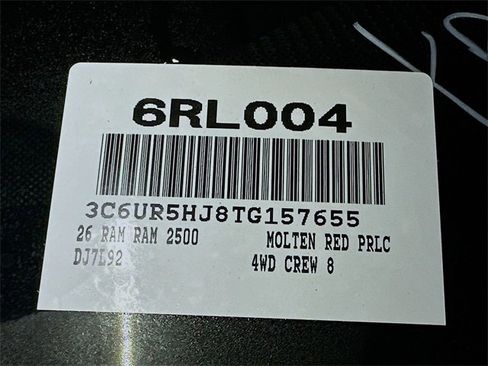 6RL004
3C6UR5HJ8TG157655
26 RAM RAM 2500 MOLTEN RED PRLC
DJ7L92 4WD CREW 8